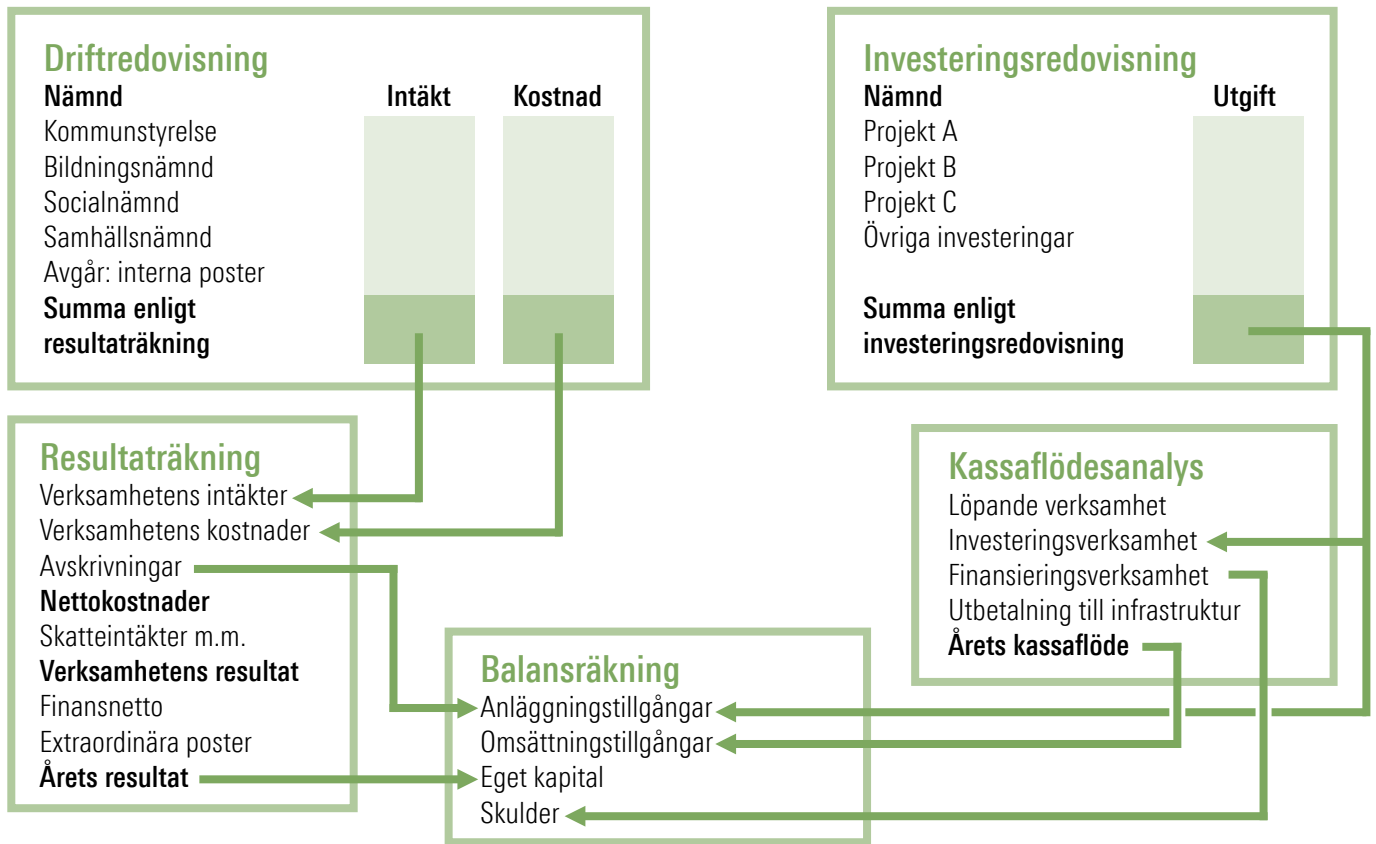 Driftredovisning
Nämnd Intäkt Kostnad
Kommunstyrelse
Bildningsnämnd
Socialnämnd
Samhällsnämnd
Avgår: interna poster
Summa enligt
resultaträkning
Investeringsredovisning
Nämnd Utgift
Projekt A
Projekt B
Projekt C
Övriga investeringar
Summa enligt
investeringsredovisning
Resultaträkning
Verksamhetens intäkter
Verksamhetens kostnader
Avskrivningar
Nettokostnader
Skatteintäkter m.m.
Verksamhetens resultat
Finansnetto
Extraordinära poster
Årets resultat
Balansräkning
Anläggningstillgångar
Omsättningstillgångar
Eget kapital
Skulder
Kassaflödesanalys
Löpande verksamhet
Investeringsverksamhet
Finansieringsverksamhet
Utbetalning till infrastruktur
Årets kassaflöde